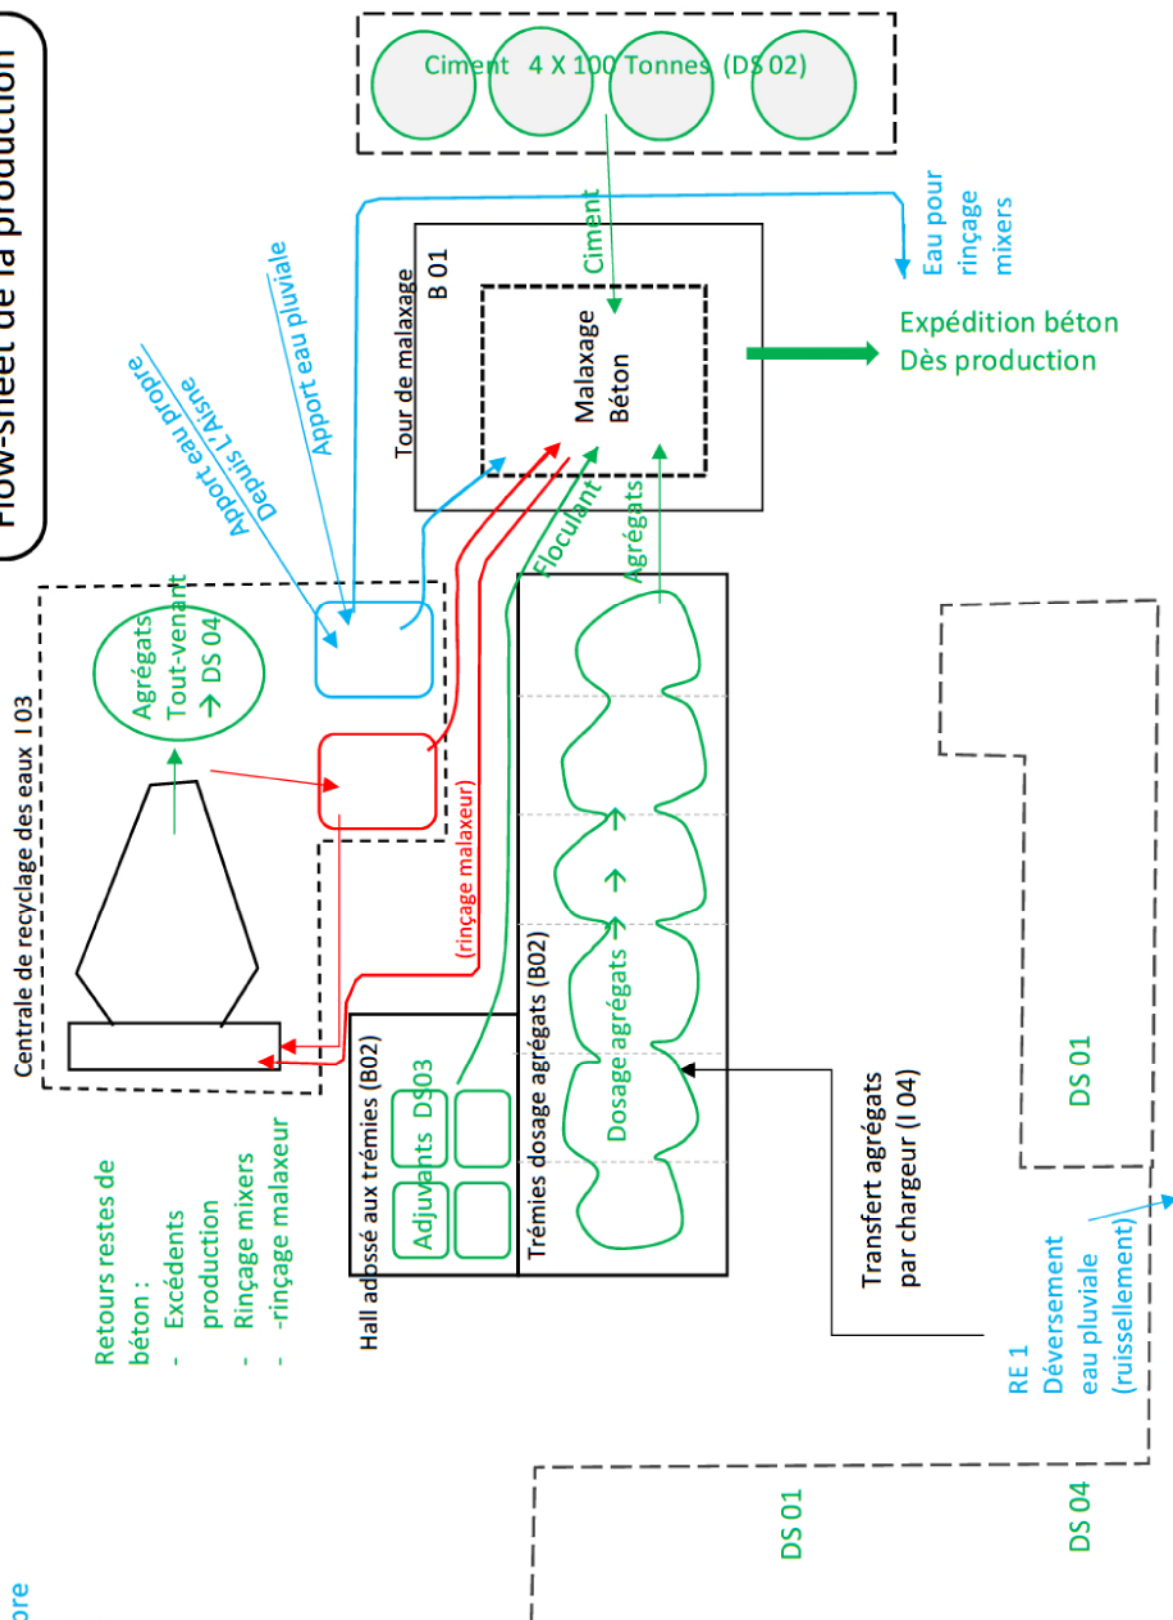 Flow-sheet de la production
Ciment 4 X 100 Tonnes (DS 02)
Ciment
Eau pour
rinçage
mixers
Expédition béton
Dès production
Tour de malaxage
B 01
Malaxage
Béton
Apport eau pluviale
Apport eau propre
Depuis L'Aisne
Floculant
Agrégats
Centrale de recyclage des eaux I 03
Agrégats
Tout-venant
→ DS 04
(rinçage malaxeur)
Retours restes de
béton :
- Excédents
production
- Rinçage mixers
- -rinçage malaxeur
Hall adossé aux trémies (B02)
Adjuvants DS03
Trémies dosage agrégats (B02)
Dosage agrégats → → →
Transfert agrégats
par chargeur (I 04)
RE 1
Déversement
eau pluviale
(ruissellement)
DS 01
DS 01
DS 04